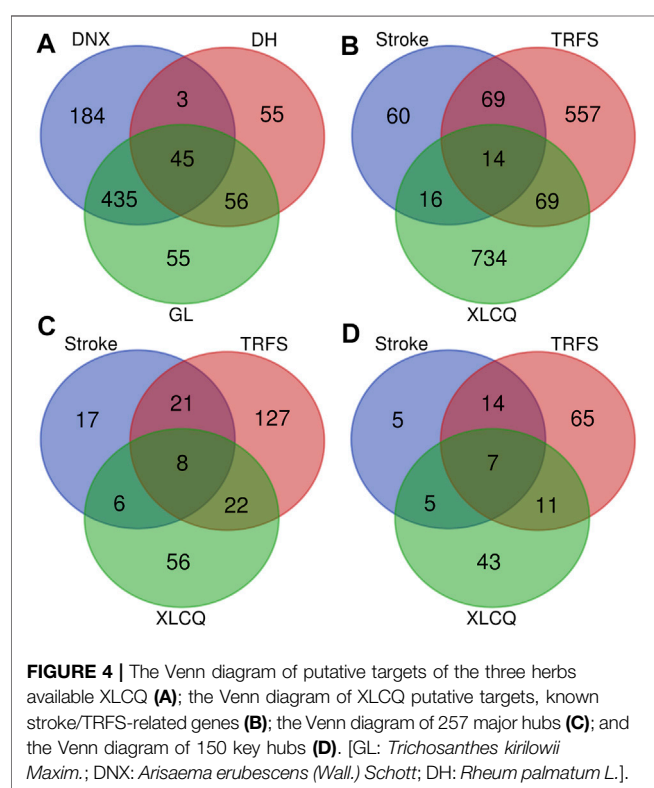 A
DNX
DH
184
3
55
45
435
56
55
GL
B
Stroke
TRFS
60
69
557
14
16
69
734
XLCQ
C
Stroke
TRFS
17
21
127
8
6
22
56
XLCQ
D
Stroke
TRFS
5
14
65
7
5
11
43
XLCQ
FIGURE 4 | The Venn diagram of putative targets of the three herbs
available XLCQ (A); the Venn diagram of XLCQ putative targets, known
stroke/TRFS-related genes (B); the Venn diagram of 257 major hubs (C); and
the Venn diagram of 150 key hubs (D). [GL: Trichosanthes kirilowii
Maxim.; DNX: Arisaema erubescens (Wall.) Schott; DH: Rheum palmatum L.].